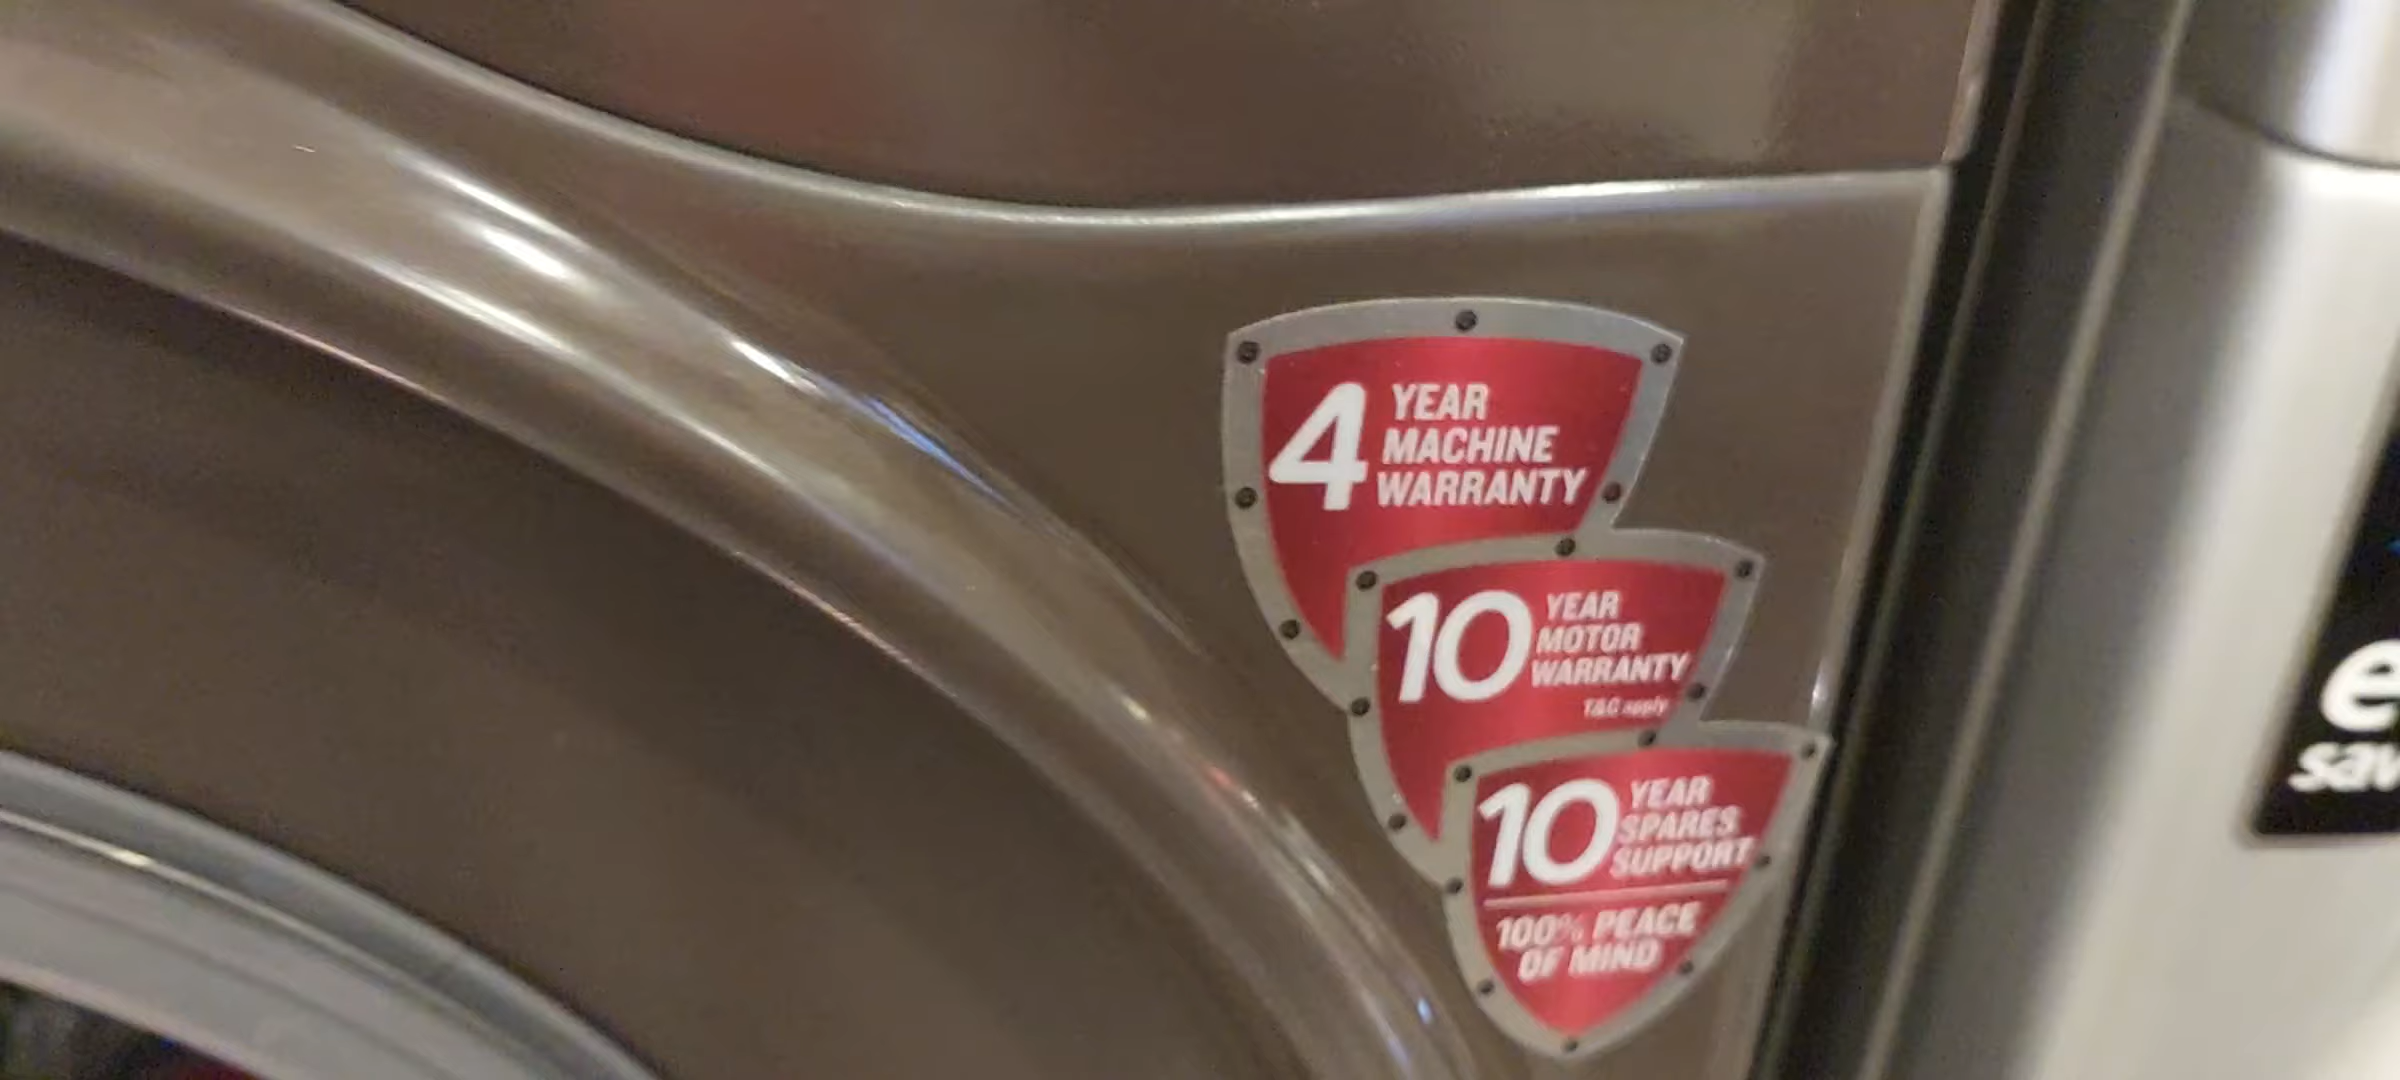 4 YEAR
MACHINE
WARRANTY
10 YEAR
MOTOR
WARRANTY
T&C apply
10 YEAR
SPARES
SUPPORT
100% PEACE
OF MIND